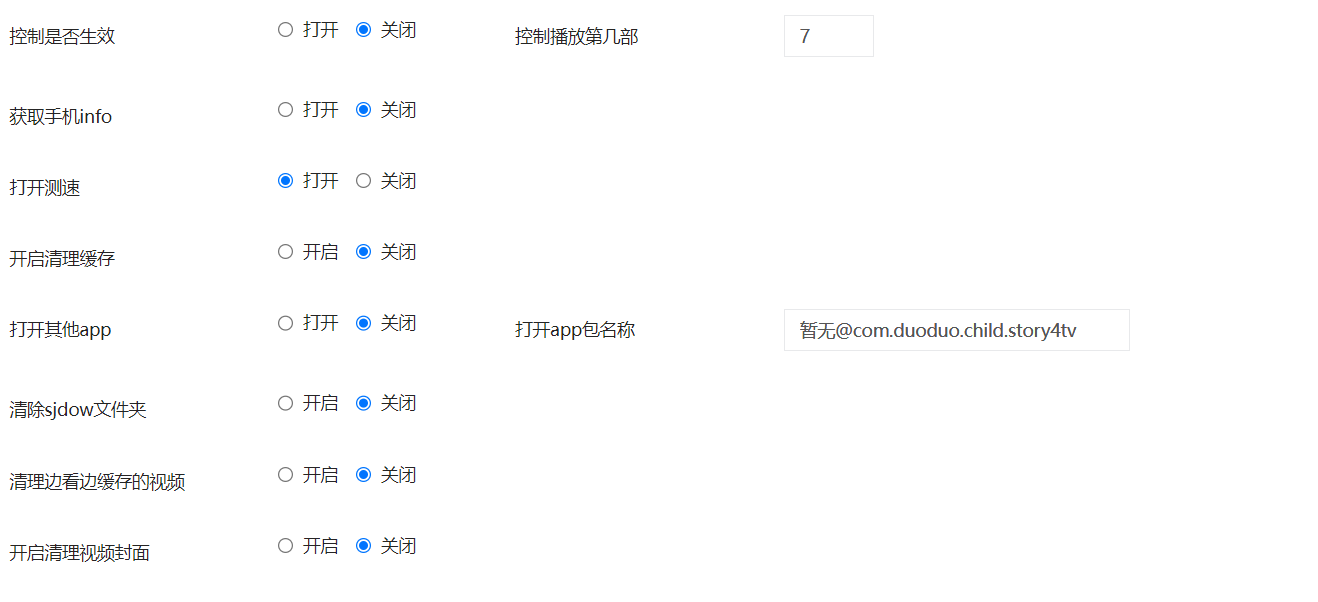 控制是否生效 打开 关闭 控制播放第几部 7
获取手机info 打开 关闭
打开测速 打开 关闭
开启清理缓存 开启 关闭
打开其他app 打开 关闭 打开app包名称 暂无@com.duoduo.child.story4tv
清除sjdow文件夹 开启 关闭
清理边看边缓存的视频 开启 关闭
开启清理视频封面 开启 关闭